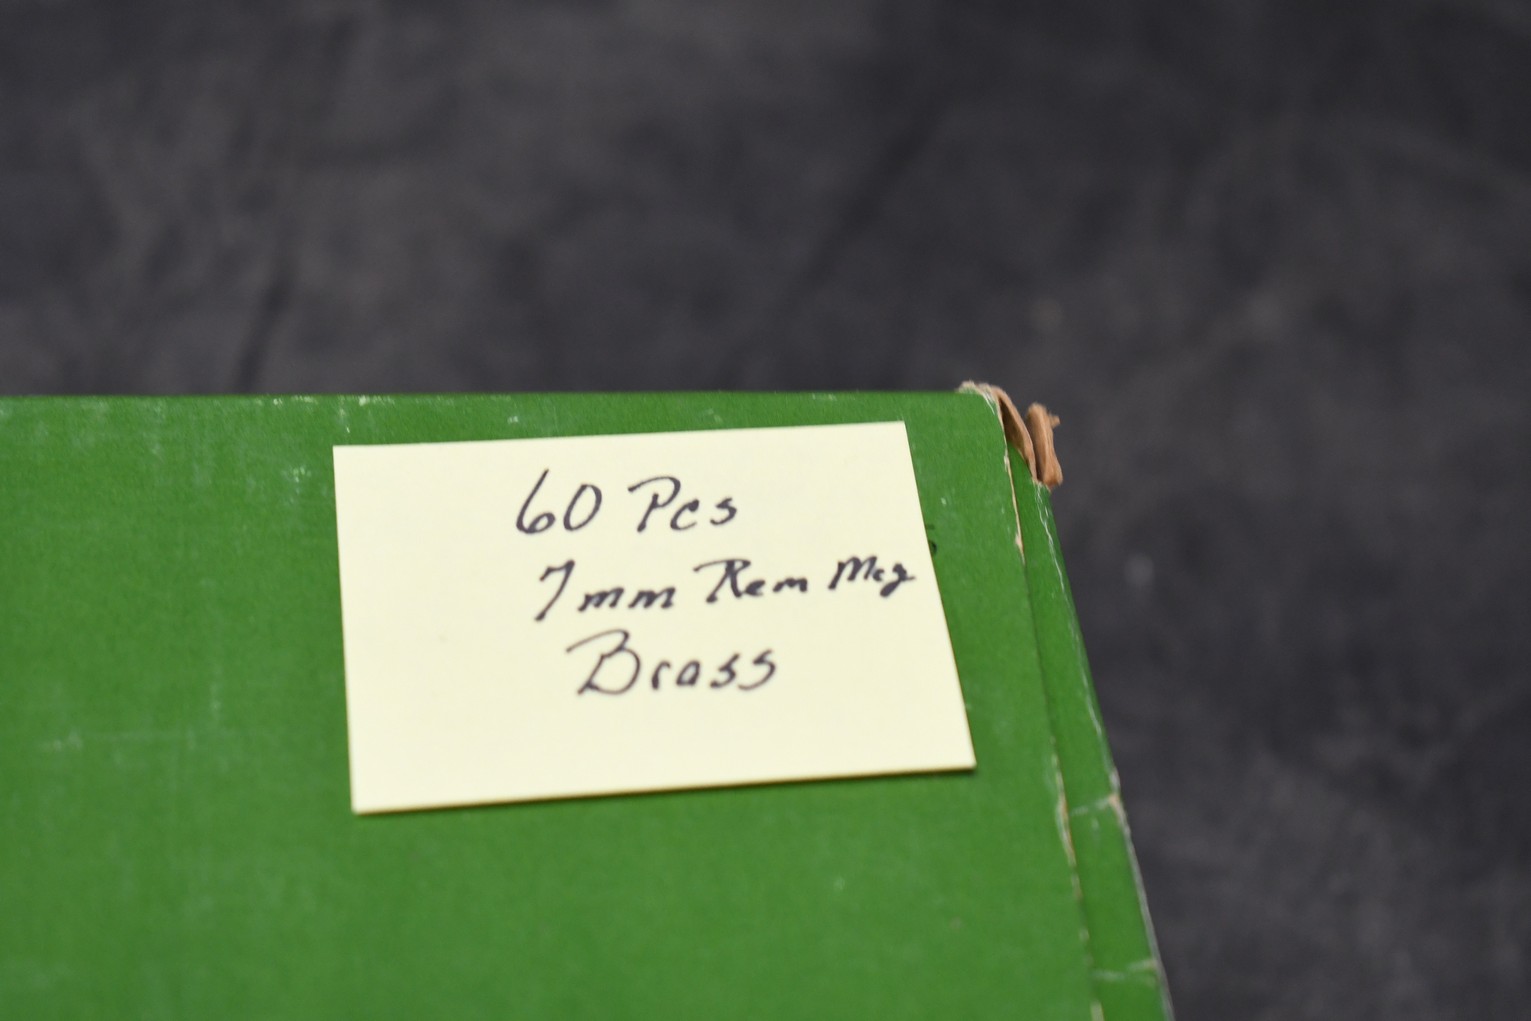 60 Pcs
7mm Rem Mag
Brass